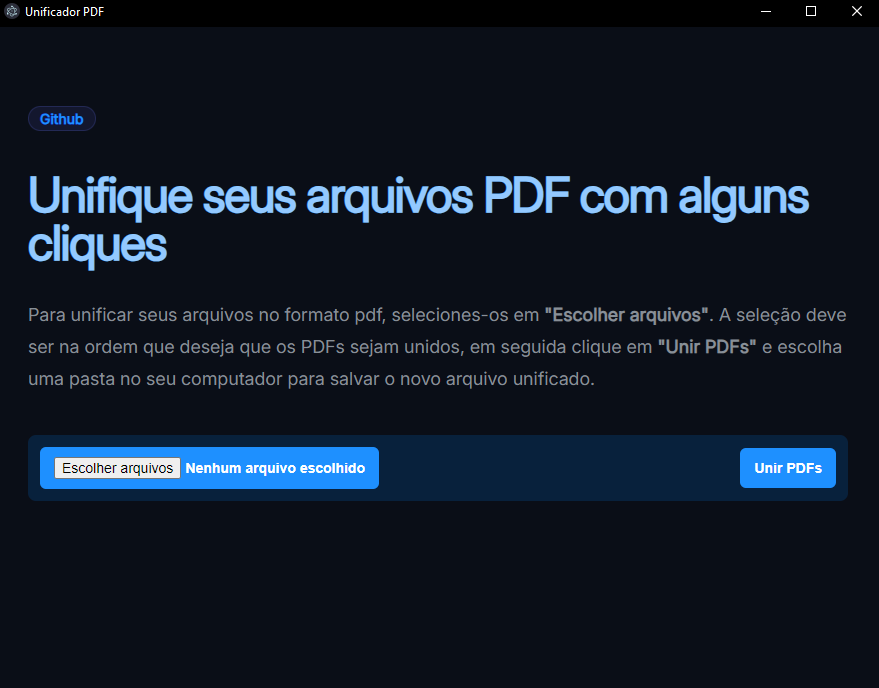 Unificador PDF
Github
Unifique seus arquivos PDF com alguns
cliques
Para unificar seus arquivos no formato pdf, seleciones-os em "Escolher arquivos". A seleção deve
ser na ordem que deseja que os PDFs sejam unidos, em seguida clique em "Unir PDFs" e escolha
uma pasta no seu computador para salvar o novo arquivo unificado.
Escolher arquivos Nenhum arquivo escolhido Unir PDFs